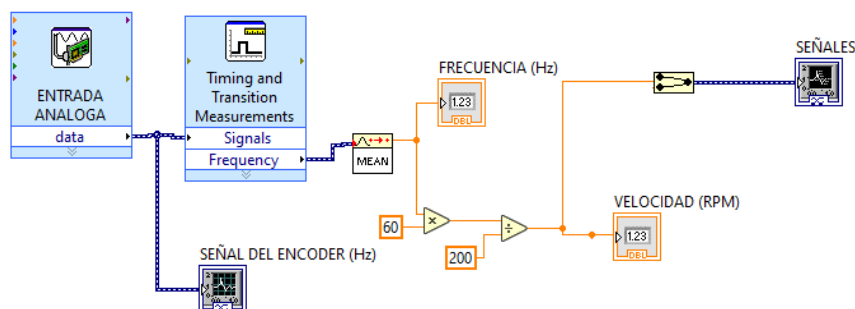 ENTRADA
ANALOGA
data
Timing and
Transition
Measurements
Signals
Frequency
MEAN
FRECUENCIA (Hz)
1.23
DBL
60
200
SEÑAL DEL ENCODER (Hz)
VELOCIDAD (RPM)
1.23
DBL
SEÑALES